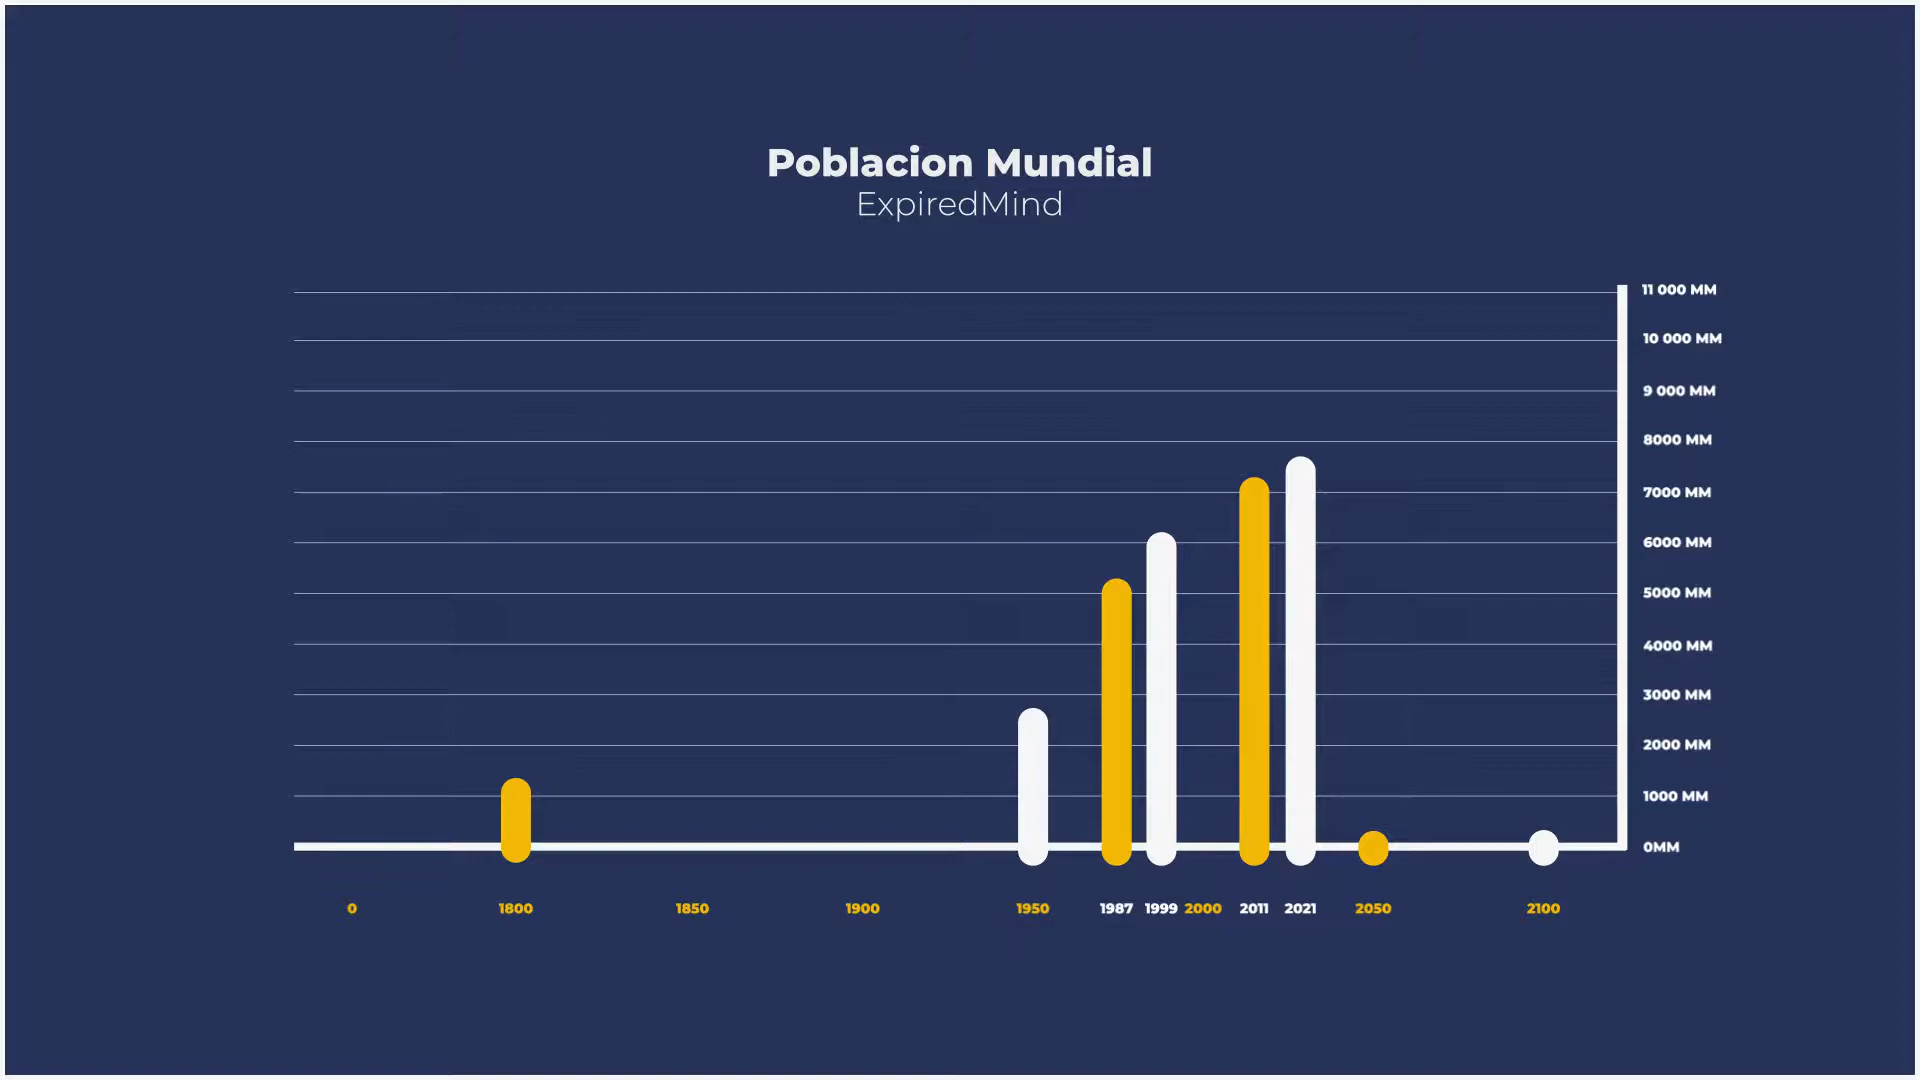 Poblacion Mundial
ExpiredMind
11 000 MM
10 000 MM
9 000 MM
8000 MM
7000 MM
6000 MM
5000 MM
4000 MM
3000 MM
2000 MM
1000 MM
0MM
0 1800 1850 1900 1950 1987 1999 2000 2011 2021 2050 2100